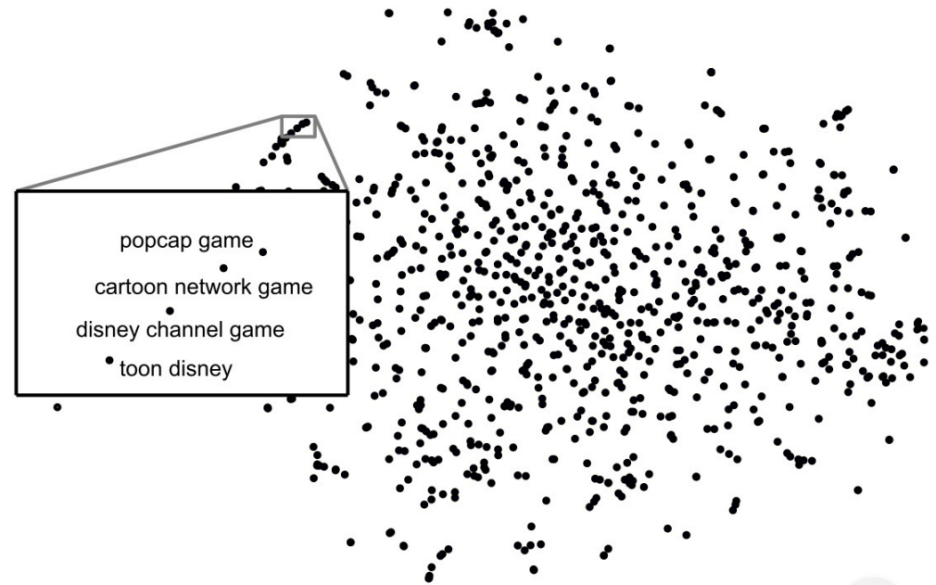 popcap game
cartoon network game
disney channel game
toon disney